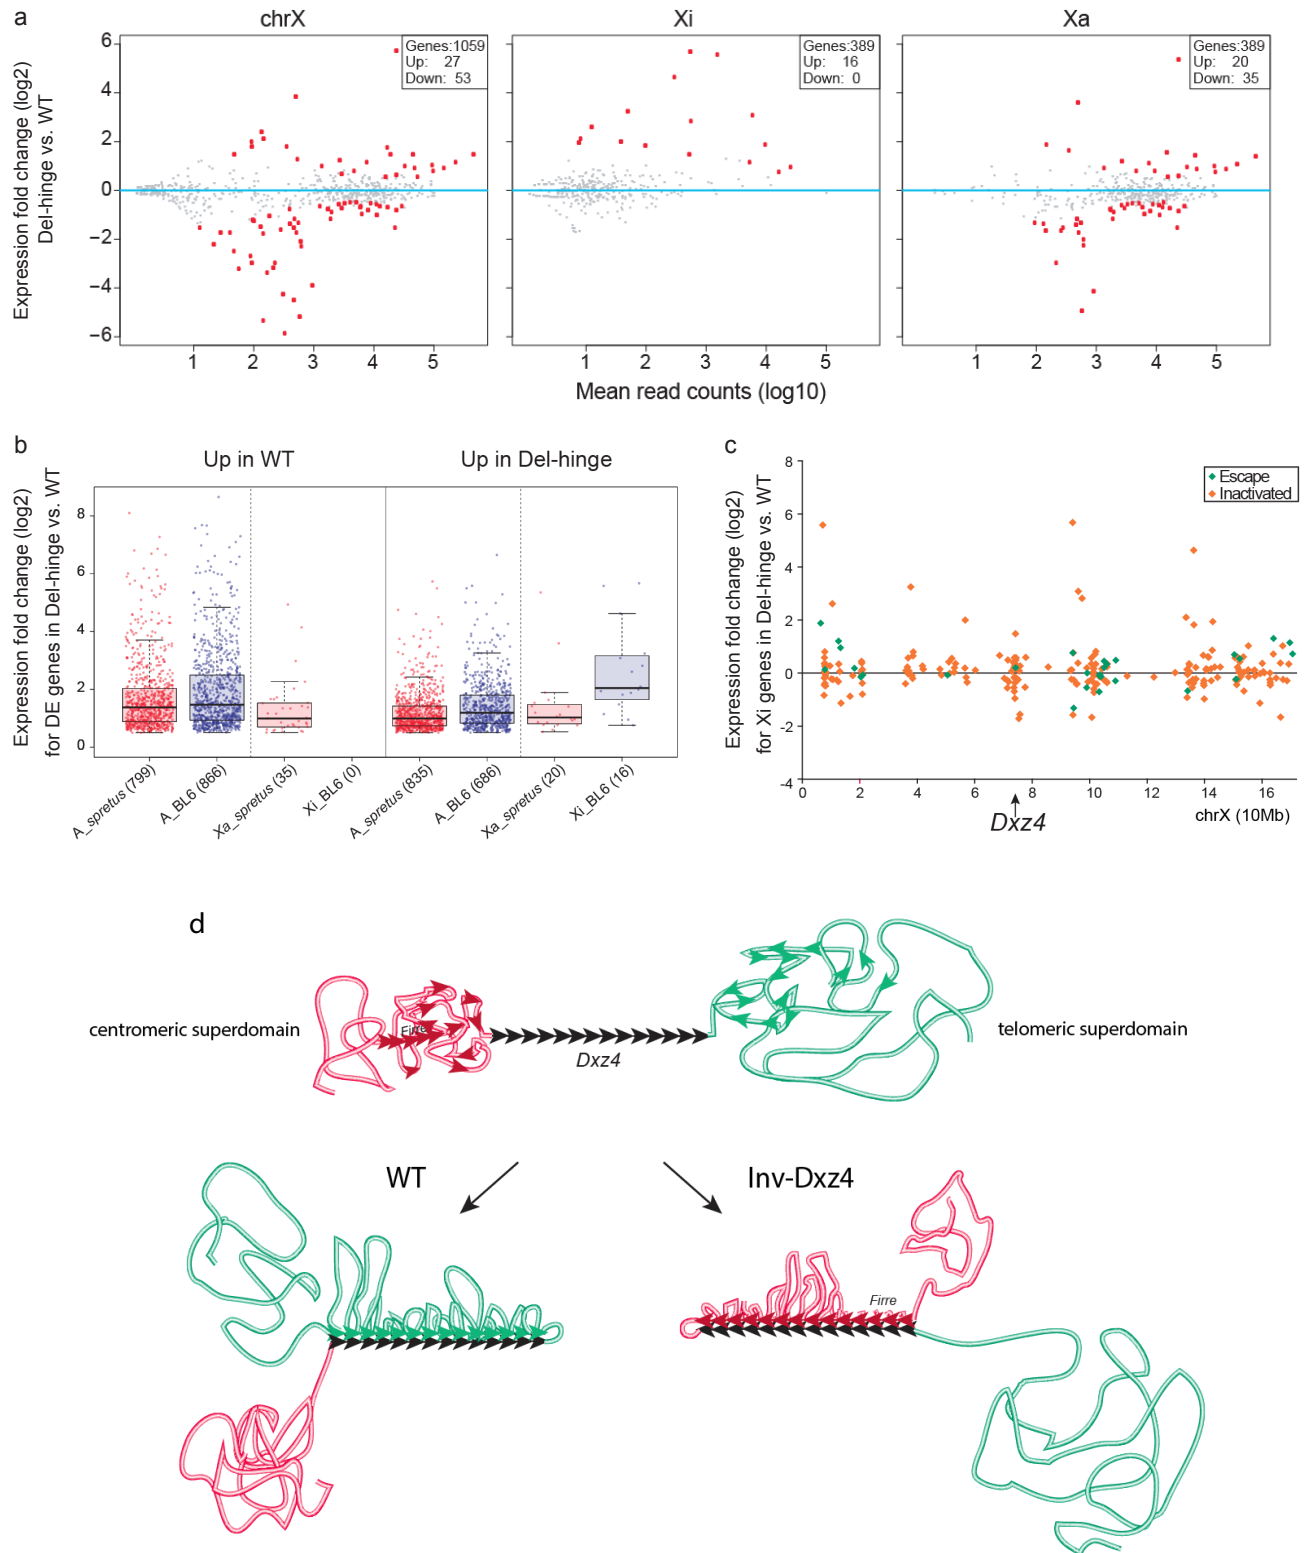 a
chrX
Xi
Xa
Expression fold change (log2)
Del-hinge vs. WT
6
4
2
0
−2
−4
−6
Genes:1059
Up: 27
Down: 53
Genes:389
Up: 16
Down: 0
Genes:389
Up: 20
Down: 35
1 2 3 4 5
1 2 3 4 5
1 2 3 4 5
Mean read counts (log10)
b
Up in WT
Up in Del-hinge
Expression fold change (log2)
for DE genes in Del-hinge vs. WT
8
6
4
2
0
A_spretus (799)
A_BL6 (866)
Xa_spretus (35)
Xi_BL6 (0)
A_spretus (835)
A_BL6 (686)
Xa_spretus (20)
Xi_BL6 (16)
c
Expression fold change (log2)
for Xi genes in Del-hinge vs. WT
8
6
4
2
0
-2
-4
Escape
Inactivated
0 2 4 6 8 10 12 14 16
Dxz4
chrX (10Mb)
d
centromeric superdomain
Firre
Dxz4
telomeric superdomain
WT
Inv-Dxz4
Firre